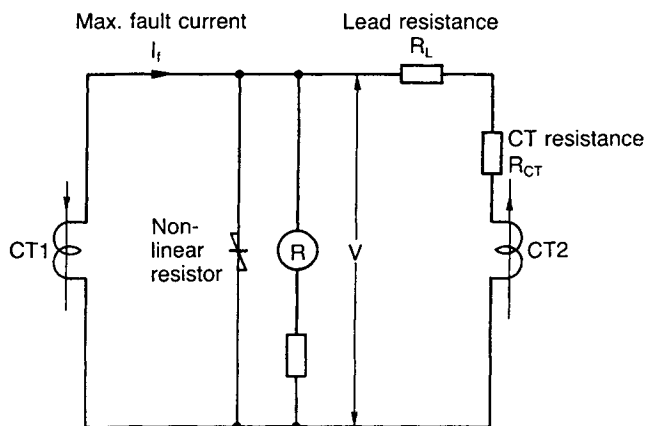 Max. fault current
I_f
Lead resistance
R_L
CT resistance
R_CT
CT1
Non-
linear
resistor
R
V
CT2